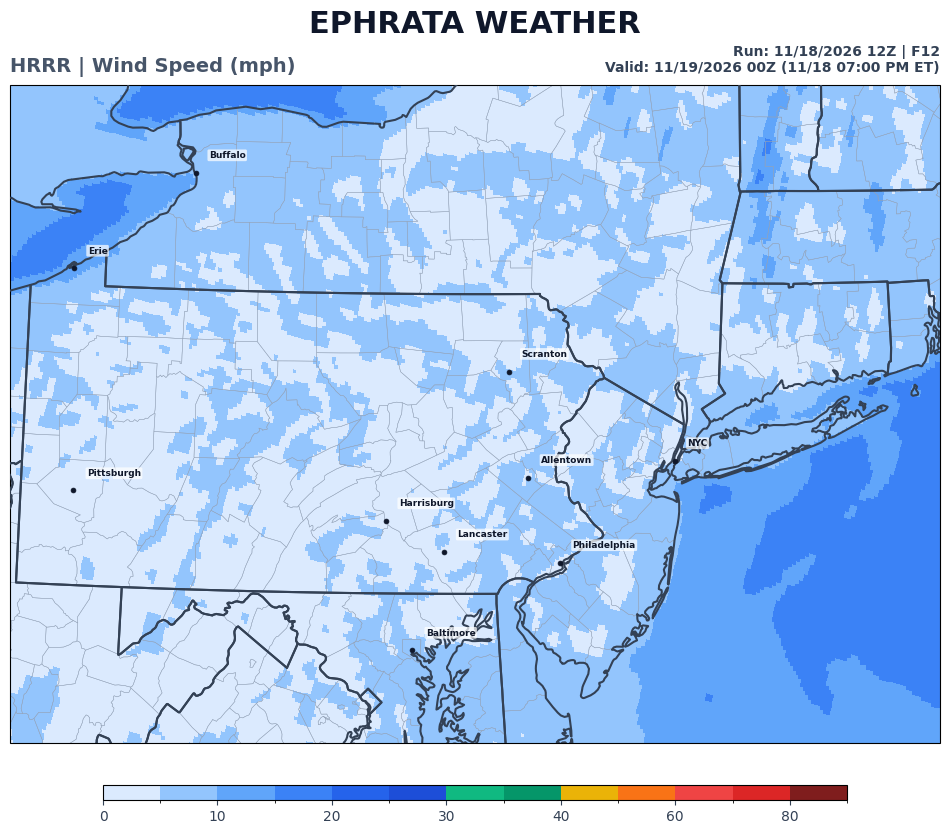 EPHRATA WEATHER
HRRR | Wind Speed (mph)
Run: 11/18/2026 12Z | F12
Valid: 11/19/2026 00Z (11/18 07:00 PM ET)
Buffalo
Erie
Scranton
NYC
Allentown
Pittsburgh
Harrisburg
Lancaster
Philadelphia
Baltimore
0 10 20 30 40 50 60 70 80